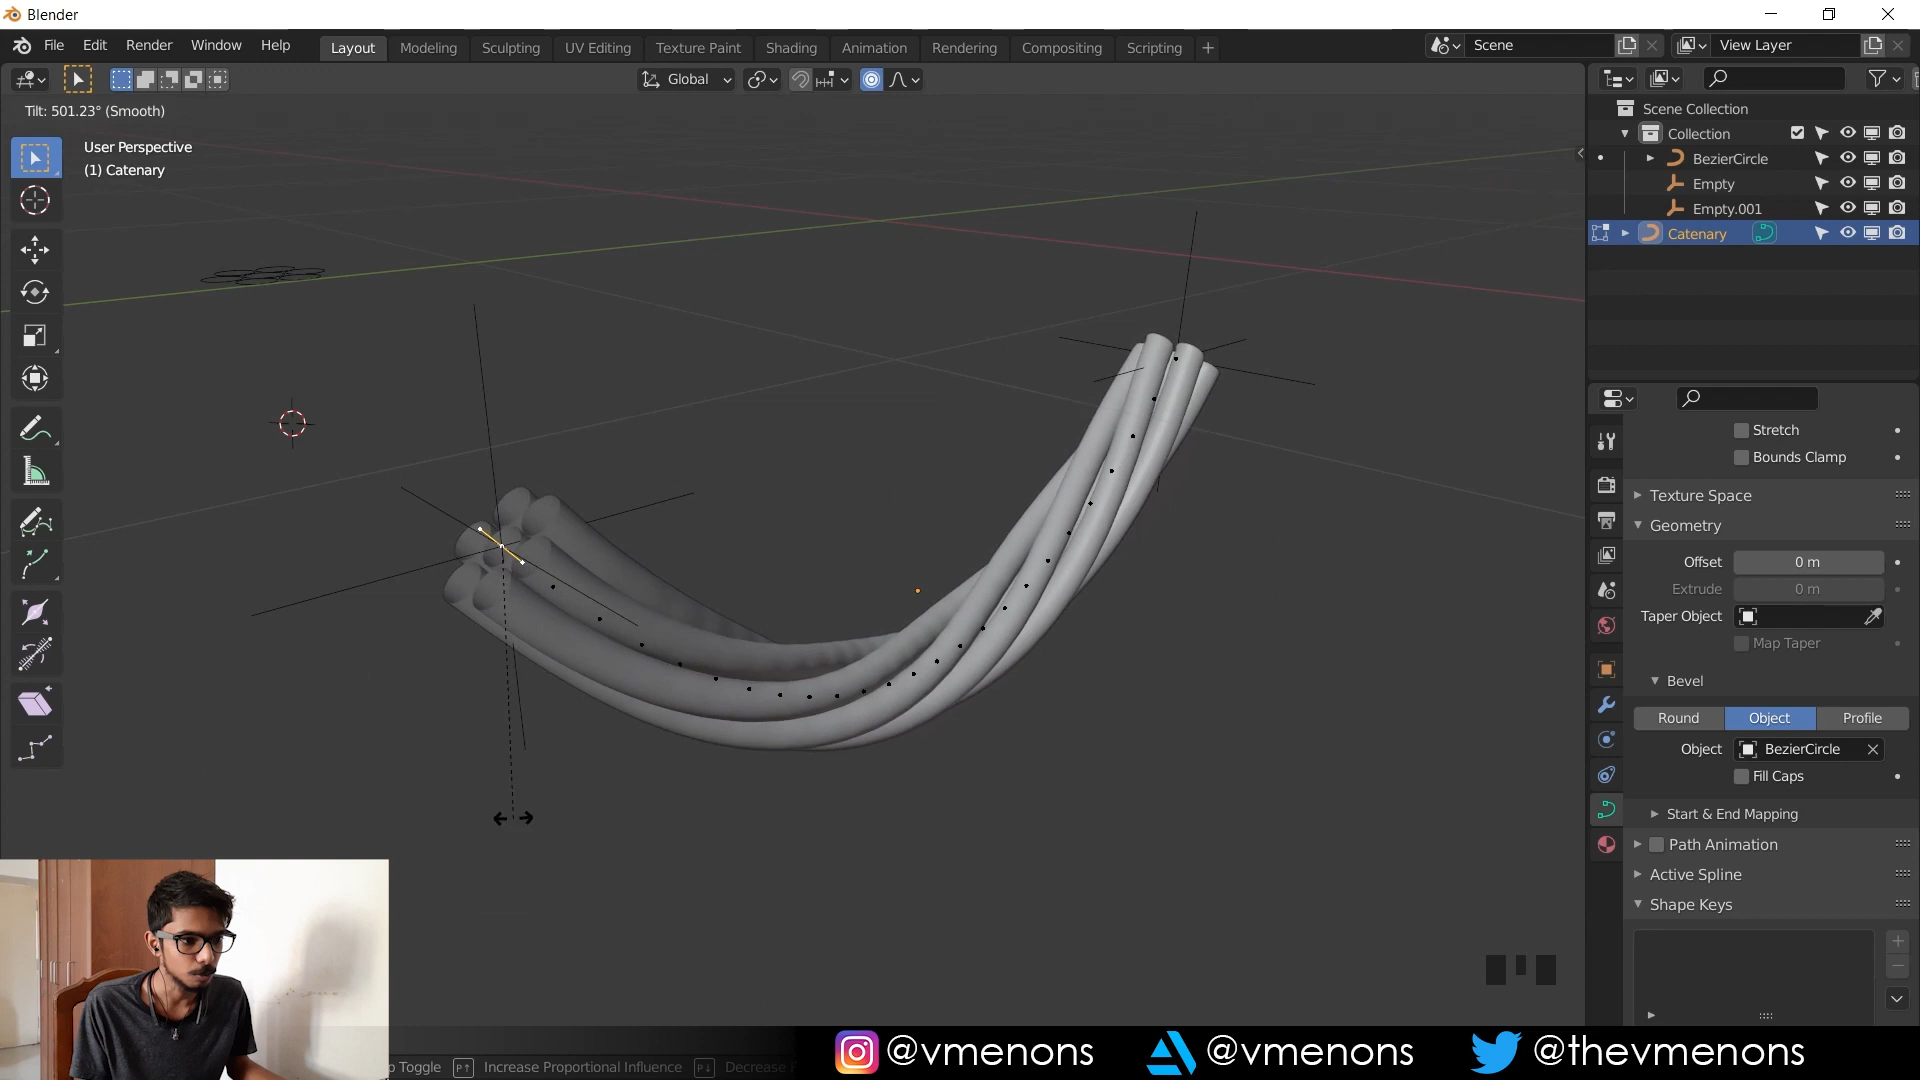 Blender
File Edit Render Window Help Layout Modeling Sculpting UV Editing Texture Paint Shading Animation Rendering Compositing Scripting + Scene View Layer
Global
Tilt: 501.23° (Smooth)
User Perspective
(1) Catenary
Scene Collection
Collection
BezierCircle
Empty
Empty.001
Catenary
Stretch
Bounds Clamp
Texture Space
Geometry
Offset 0 m
Extrude 0 m
Taper Object
Map Taper
Bevel
Round Object Profile
Object BezierCircle
Fill Caps
Start & End Mapping
Path Animation
Active Spline
Shape Keys
@vmenons @vmenons @thevmenons
Toggle Increase Proportional Influence